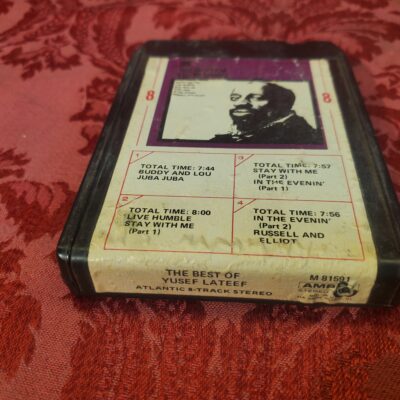 8
8
1
TOTAL TIME: 7:44
BUDDY AND LOU
JUBA JUBA
3
TOTAL TIME: 7:57
STAY WITH ME
(Part 2)
IN THE EVENIN'
(Part 1)
2
TOTAL TIME: 8:00
LIVE HUMBLE
STAY WITH ME
(Part 1)
4
TOTAL TIME: 7:56
IN THE EVENIN'
(Part 2)
RUSSELL AND
ELLIOT
THE BEST OF
YUSEF LATEEF
ATLANTIC 8-TRACK STEREO
M 81591
AMPEX
STEREO